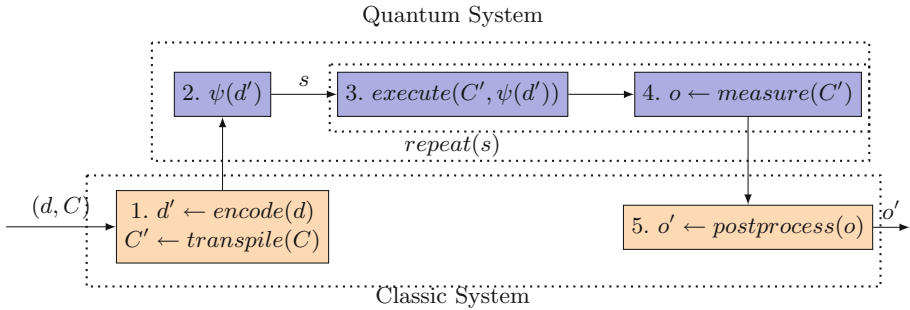 Quantum System
2. ψ(d′)
s
3. execute(C′, ψ(d′))
4. o ← measure(C′)
repeat(s)
(d, C)
1. d′ ← encode(d)
C′ ← transpile(C)
5. o′ ← postprocess(o)
o′
Classic System